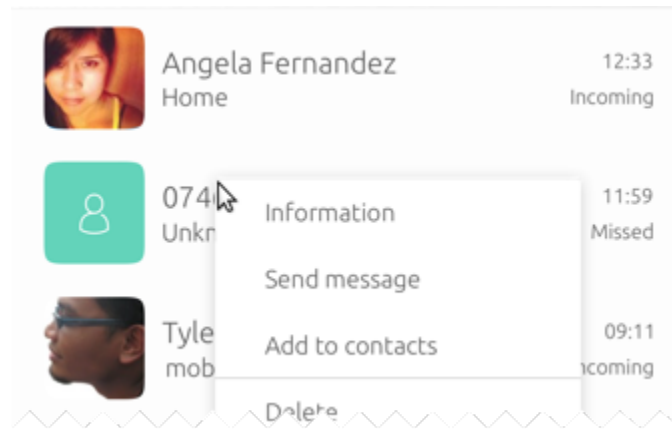 Angela Fernandez 12:33
Home Incoming
074 11:59
Information
Unkn Missed
Send message
Tyle 09:11
Add to contacts
mob ncoming
Delete